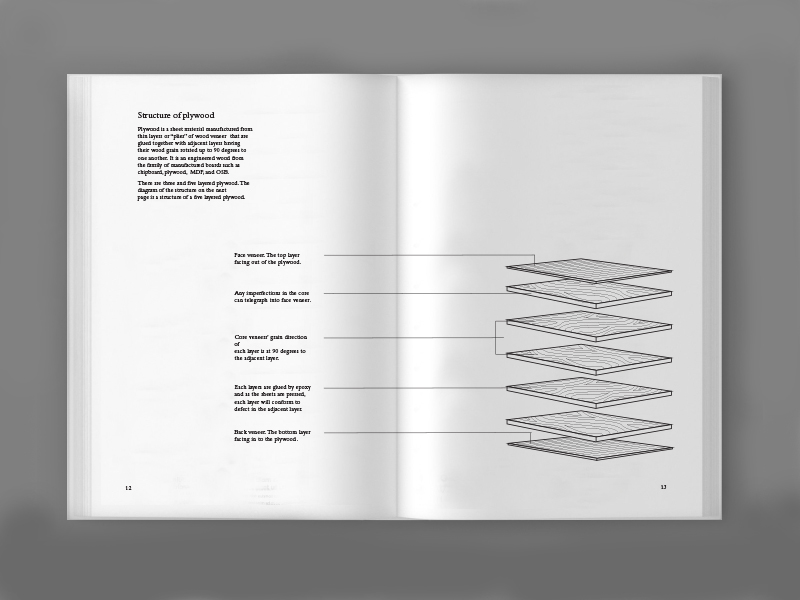 Structure of plywood
Plywood is a sheet material manufactured from
thin layers or "plies" of wood veneer that are
glued together with adjacent layers having
their wood grain rotated up to 90 degrees to
one another. It is an engineered wood from
the family of manufactured boards such as
chipboard, plywood, MDF, and OSB.
There are three and five layered plywood. The
diagram of the structure on the next
page is a structure of a five layered plywood.
Face veneer. The top layer
facing out of the plywood.
Any imperfections in the core
can telegraph into face veneer.
Core veneers' grain direction
of
each layer is at 90 degrees to
the adjacent layer.
Each layers are glued by epoxy
and as the sheets are pressed,
each layer will conform to
defect in the adjacent layer
Back veneer. The bottom layer
facing in to the plywood.
12
13